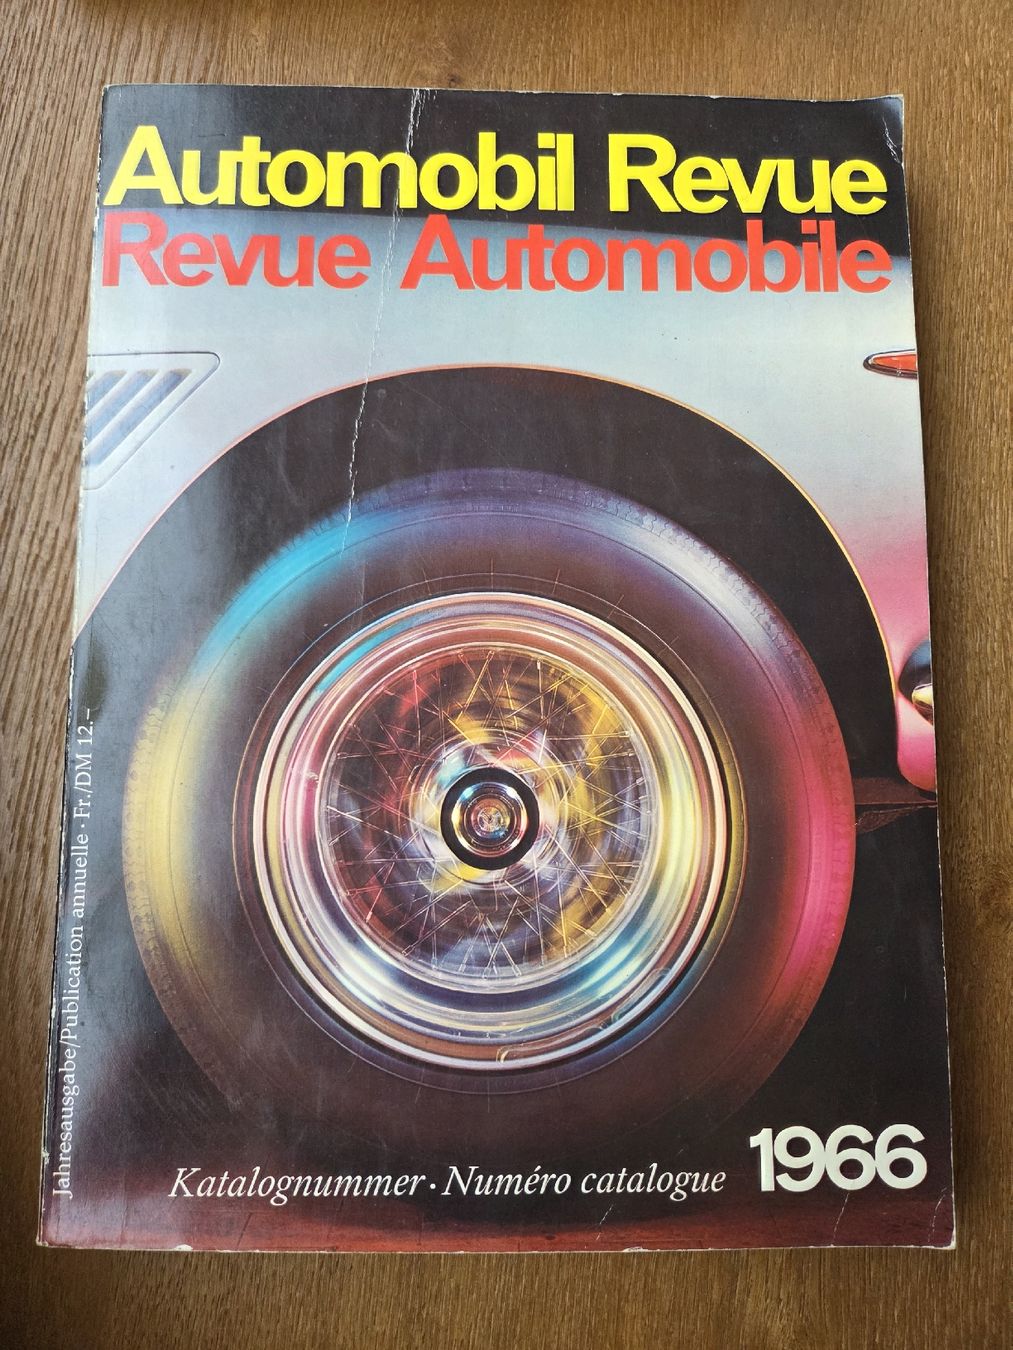 Automobil Revue
Revue Automobile
Jahresausgabe/Publication annuelle · Fr./DM 12.–
Katalognummer · Numéro catalogue 1966